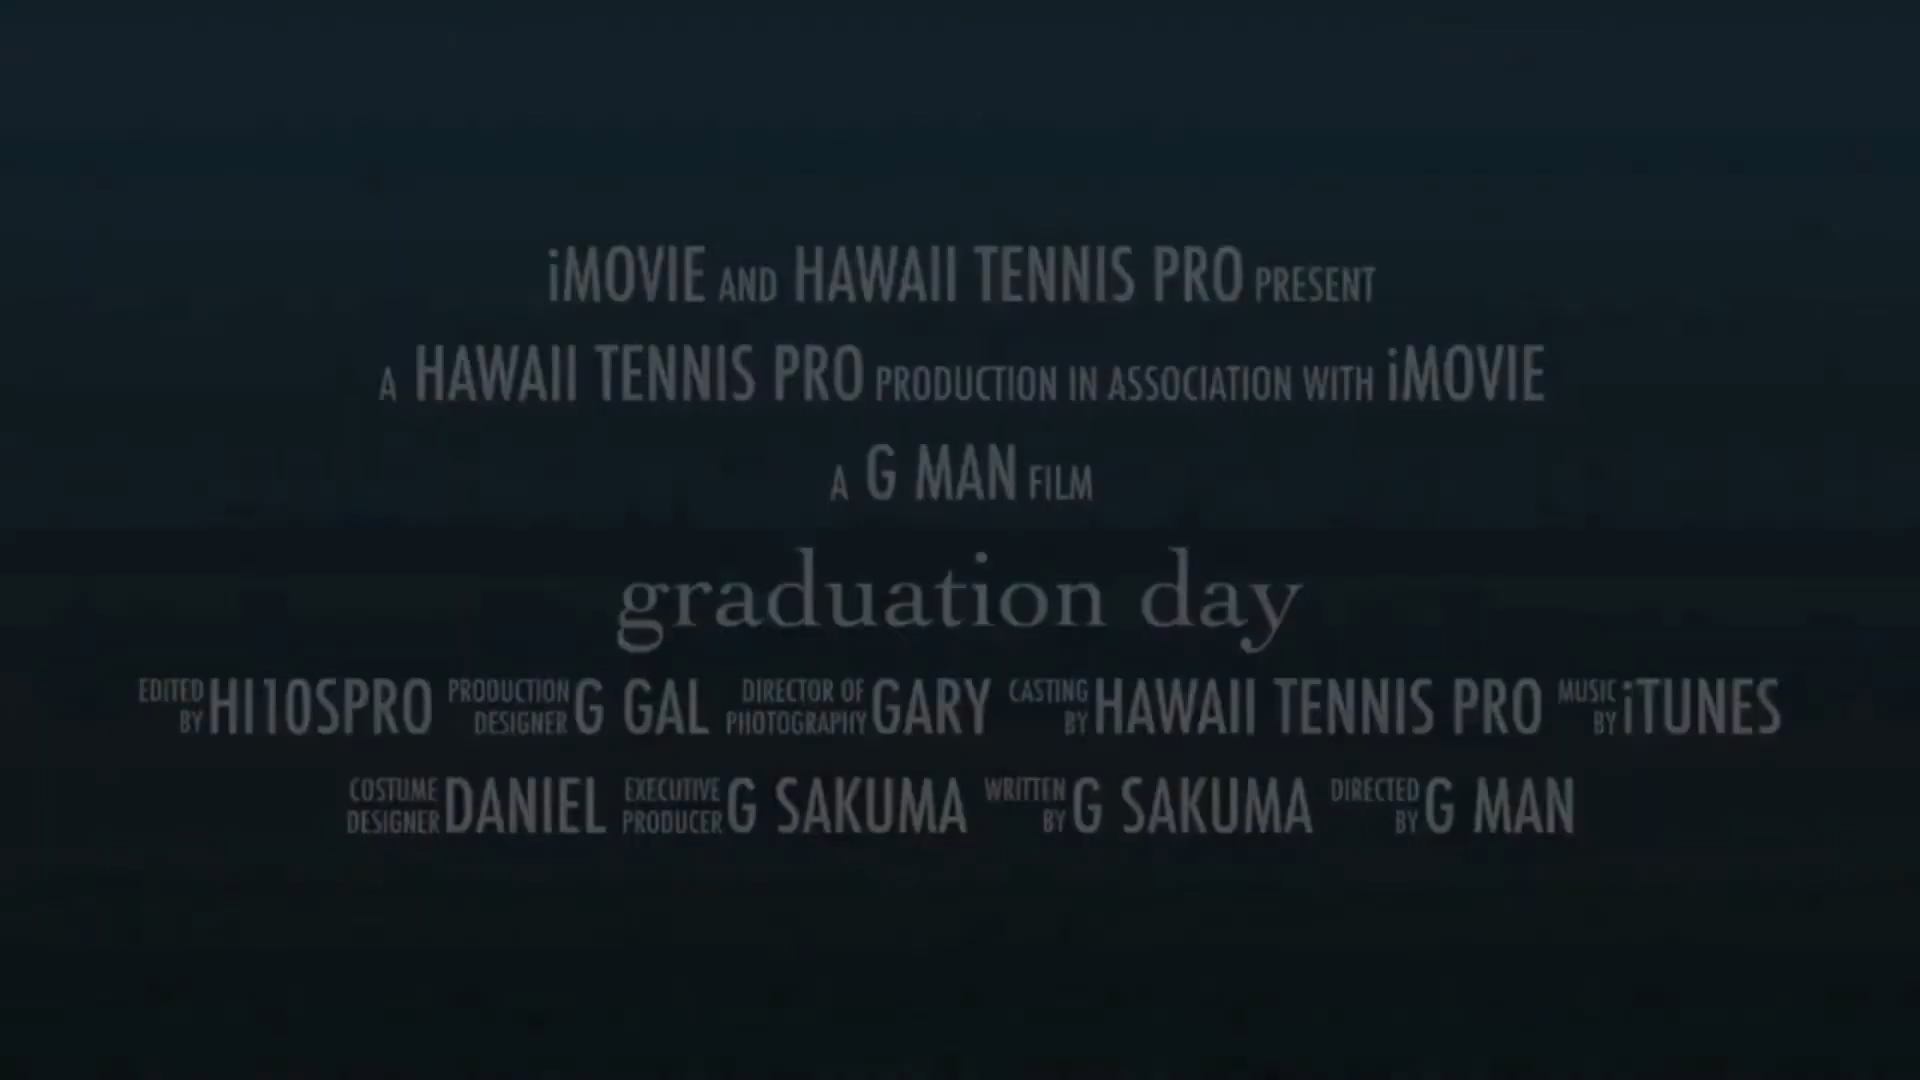 iMOVIE AND HAWAII TENNIS PRO PRESENT
A HAWAII TENNIS PRO PRODUCTION IN ASSOCIATION WITH iMOVIE
A G MAN FILM
graduation day
EDITED BY HI10SPRO PRODUCTION DESIGNER G GAL DIRECTOR OF PHOTOGRAPHY GARY CASTING BY HAWAII TENNIS PRO MUSIC BY iTUNES
COSTUME DESIGNER DANIEL EXECUTIVE PRODUCER G SAKUMA WRITTEN BY G SAKUMA DIRECTED BY G MAN